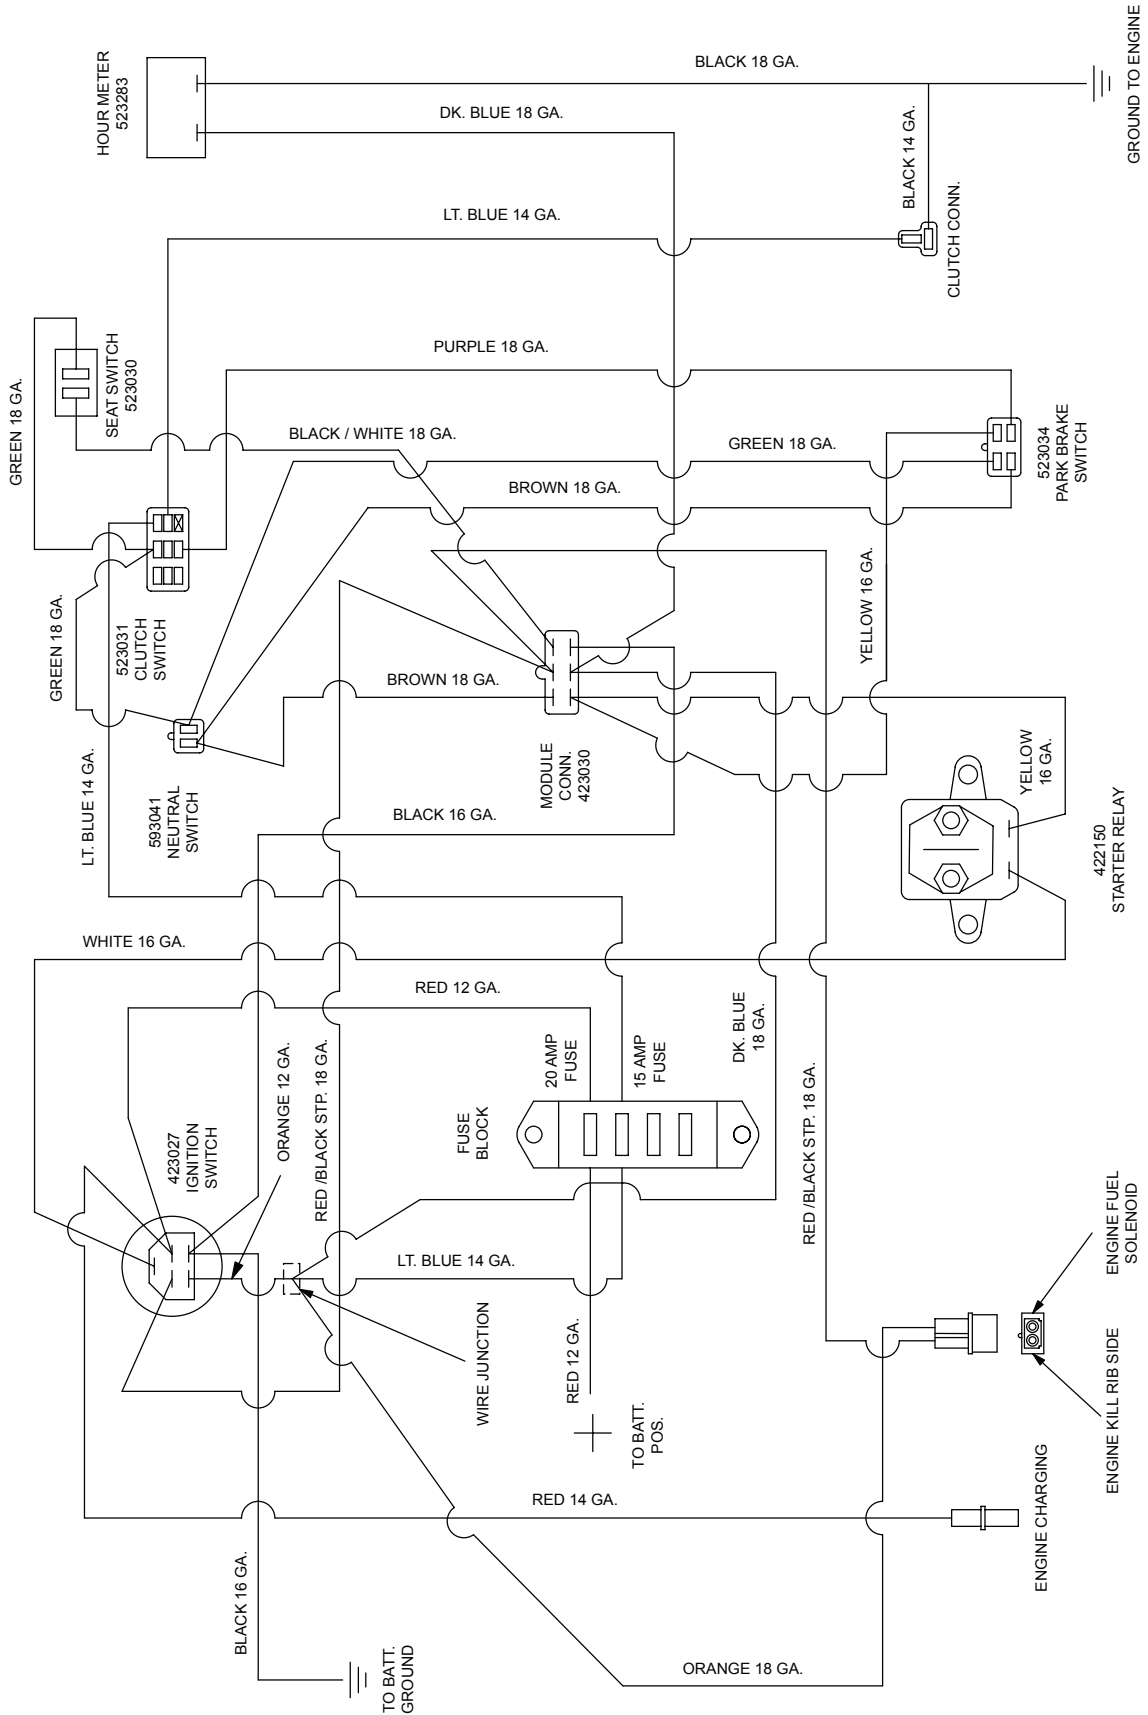 BLACK 18 GA.
HOUR METER
523283
DK. BLUE 18 GA.
GROUND TO ENGINE
BLACK 14 GA.
LT. BLUE 14 GA.
CLUTCH CONN.
SEAT SWITCH
523030
GREEN 18 GA.
PURPLE 18 GA.
BLACK / WHITE 18 GA.
GREEN 18 GA.
523034
PARK BRAKE
SWITCH
BROWN 18 GA.
523031
CLUTCH
SWITCH
GREEN 18 GA.
YELLOW 16 GA.
BROWN 18 GA.
LT. BLUE 14 GA.
593041
NEUTRAL
SWITCH
MODULE
CONN.
423030
BLACK 16 GA.
YELLOW
16 GA.
422150
STARTER RELAY
WHITE 16 GA.
RED 12 GA.
DK. BLUE
18 GA.
20 AMP
FUSE
15 AMP
FUSE
423027
IGNITION
SWITCH
ORANGE 12 GA.
RED /BLACK STP. 18 GA.
FUSE
BLOCK
RED /BLACK STP. 18 GA.
LT. BLUE 14 GA.
ENGINE FUEL
SOLENOID
WIRE JUNCTION
RED 12 GA.
TO BATT.
POS.
ENGINE KILL RIB SIDE
RED 14 GA.
ENGINE CHARGING
BLACK 16 GA.
TO BATT.
GROUND
ORANGE 18 GA.